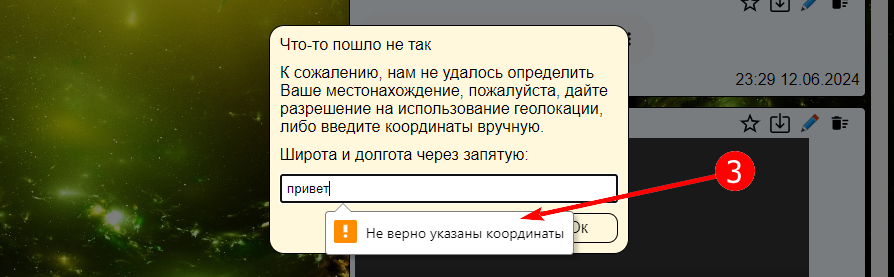 Что-то пошло не так
К сожалению, нам не удалось определить
Ваше местонахождение, пожалуйста, дайте
разрешение на использование геолокации,
либо введите координаты вручную.
23:29 12.06.2024
Широта и долгота через запятую:
3
привет
Не верно указаны координаты
Ок